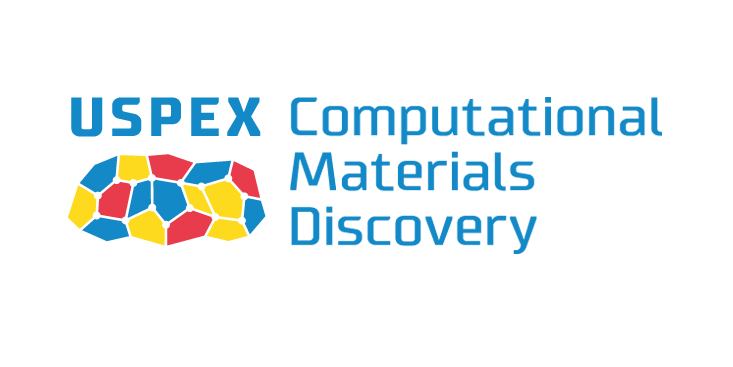 USPEX
Computational
Materials
Discovery